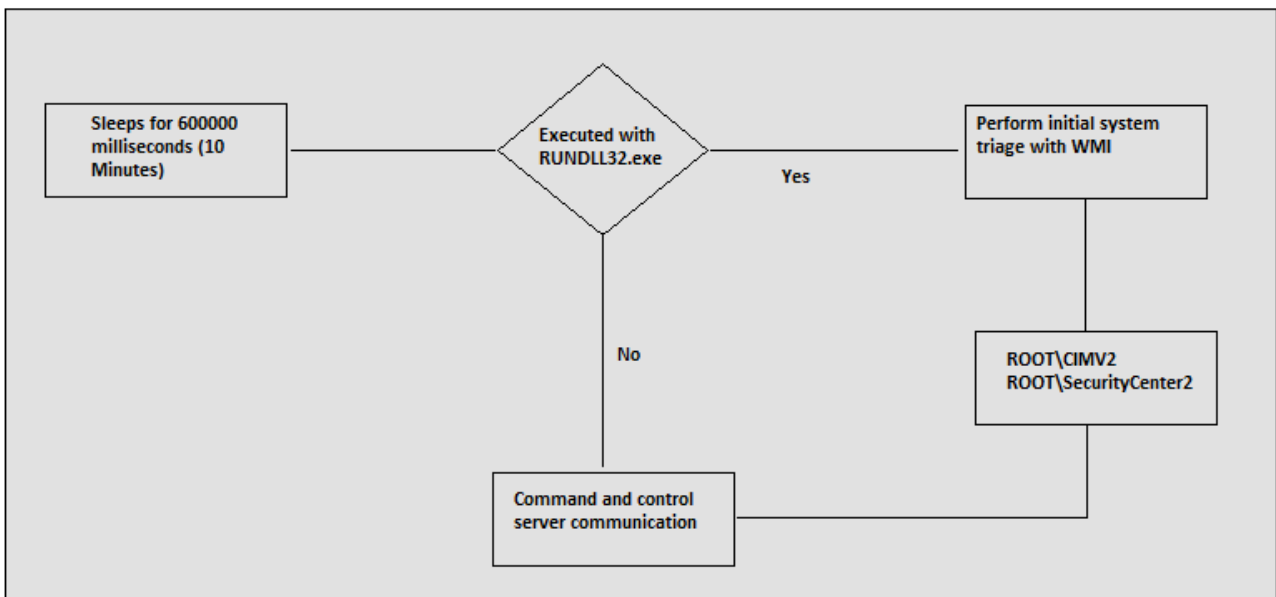 Sleeps for 600000
milliseconds (10
Minutes)
Executed with
RUNDLL32.exe
Yes
Perform initial system
triage with WMI
No
ROOT\CIMV2
ROOT\SecurityCenter2
Command and control
server communication